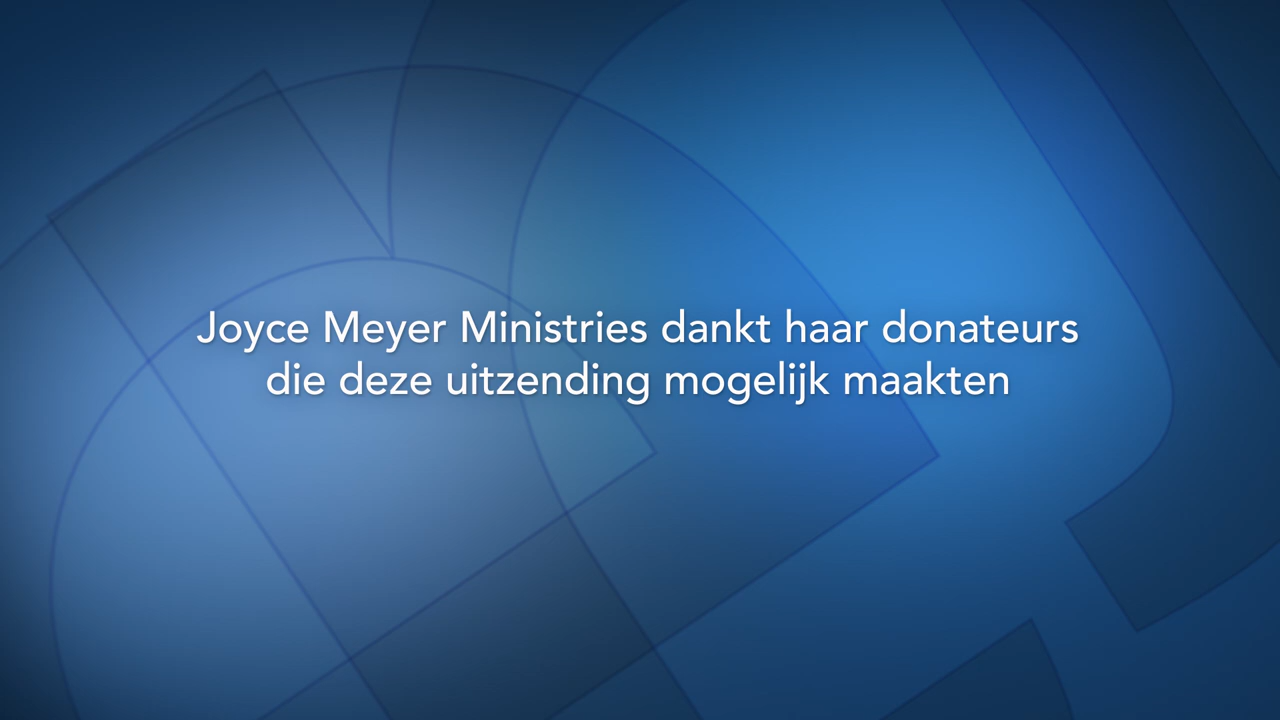 Joyce Meyer Ministries dankt haar donateurs
die deze uitzending mogelijk maakten